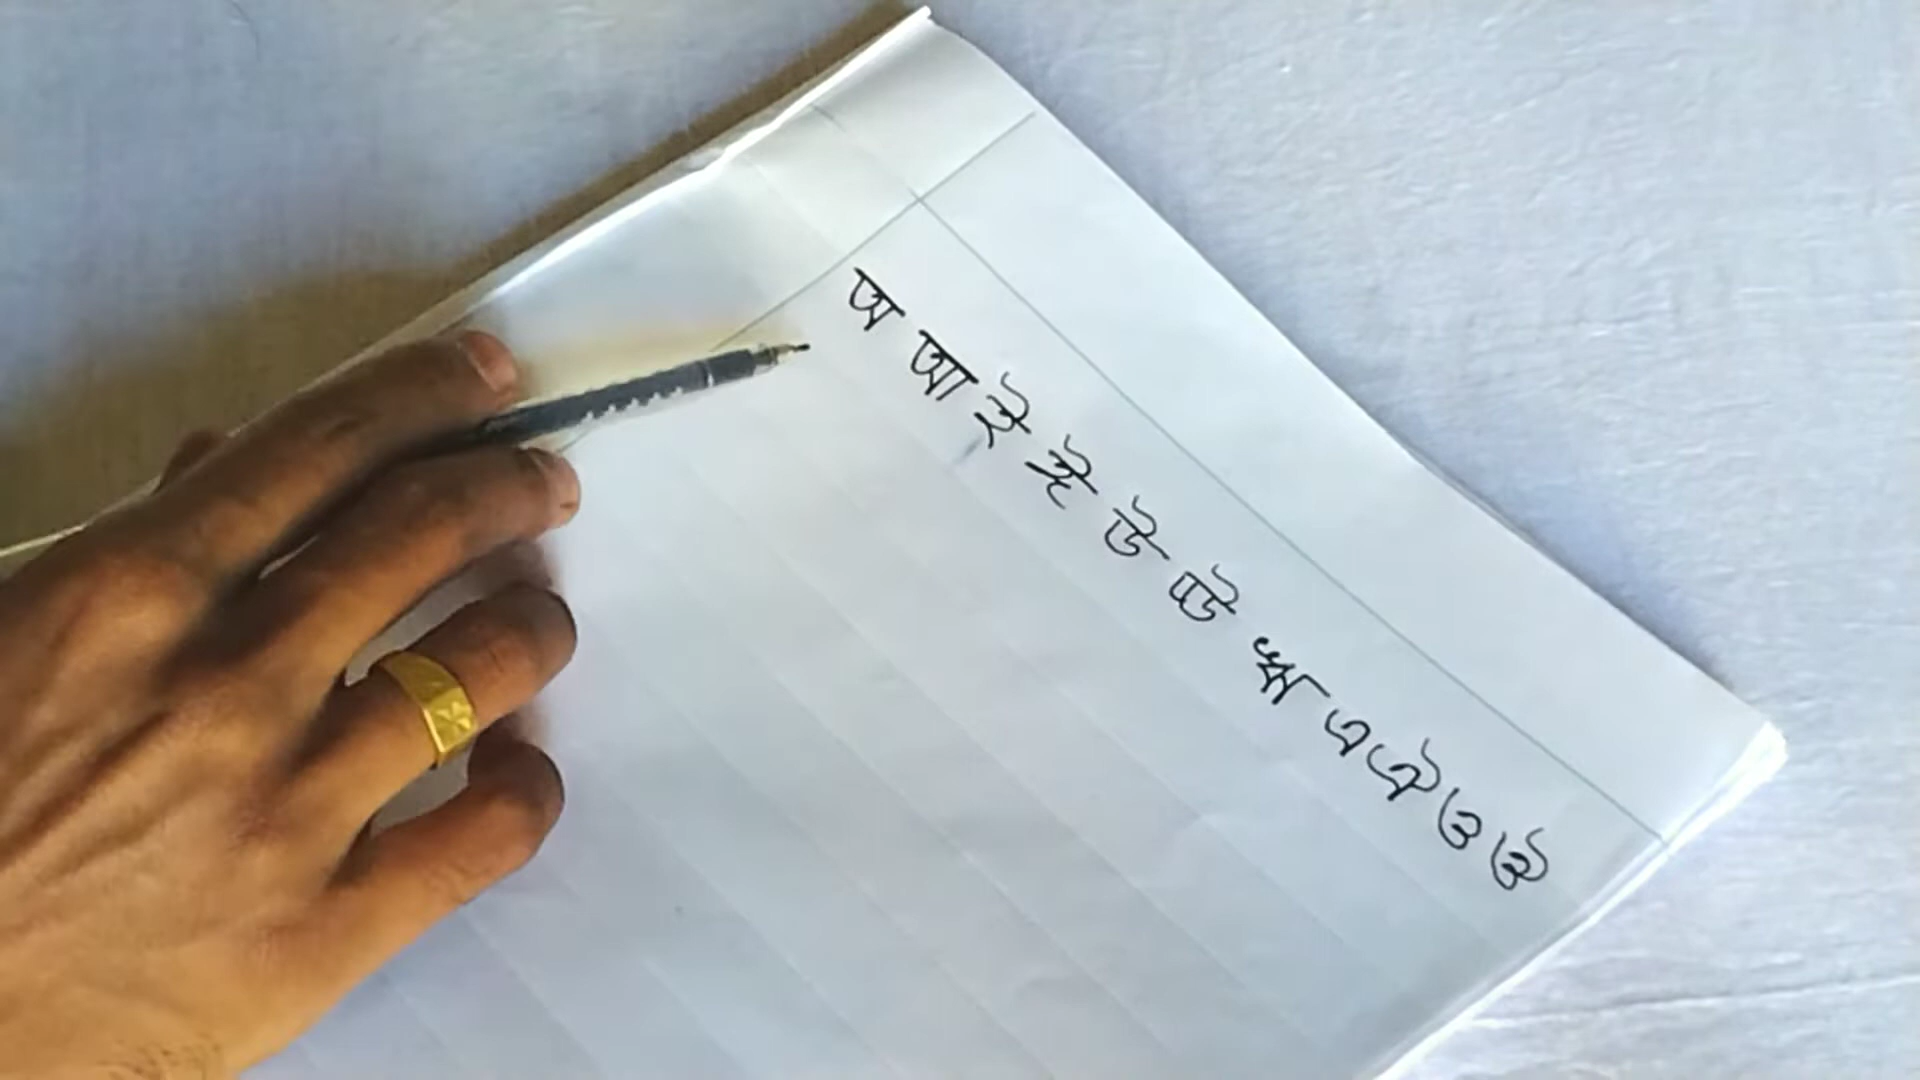 অ আ ই ঈ উ ঊ ঋ এ ঐ ও ঔ